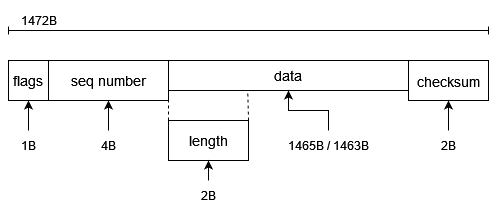 1472B
flags
seq number
data
checksum
length
1B
4B
1465B / 1463B
2B
2B